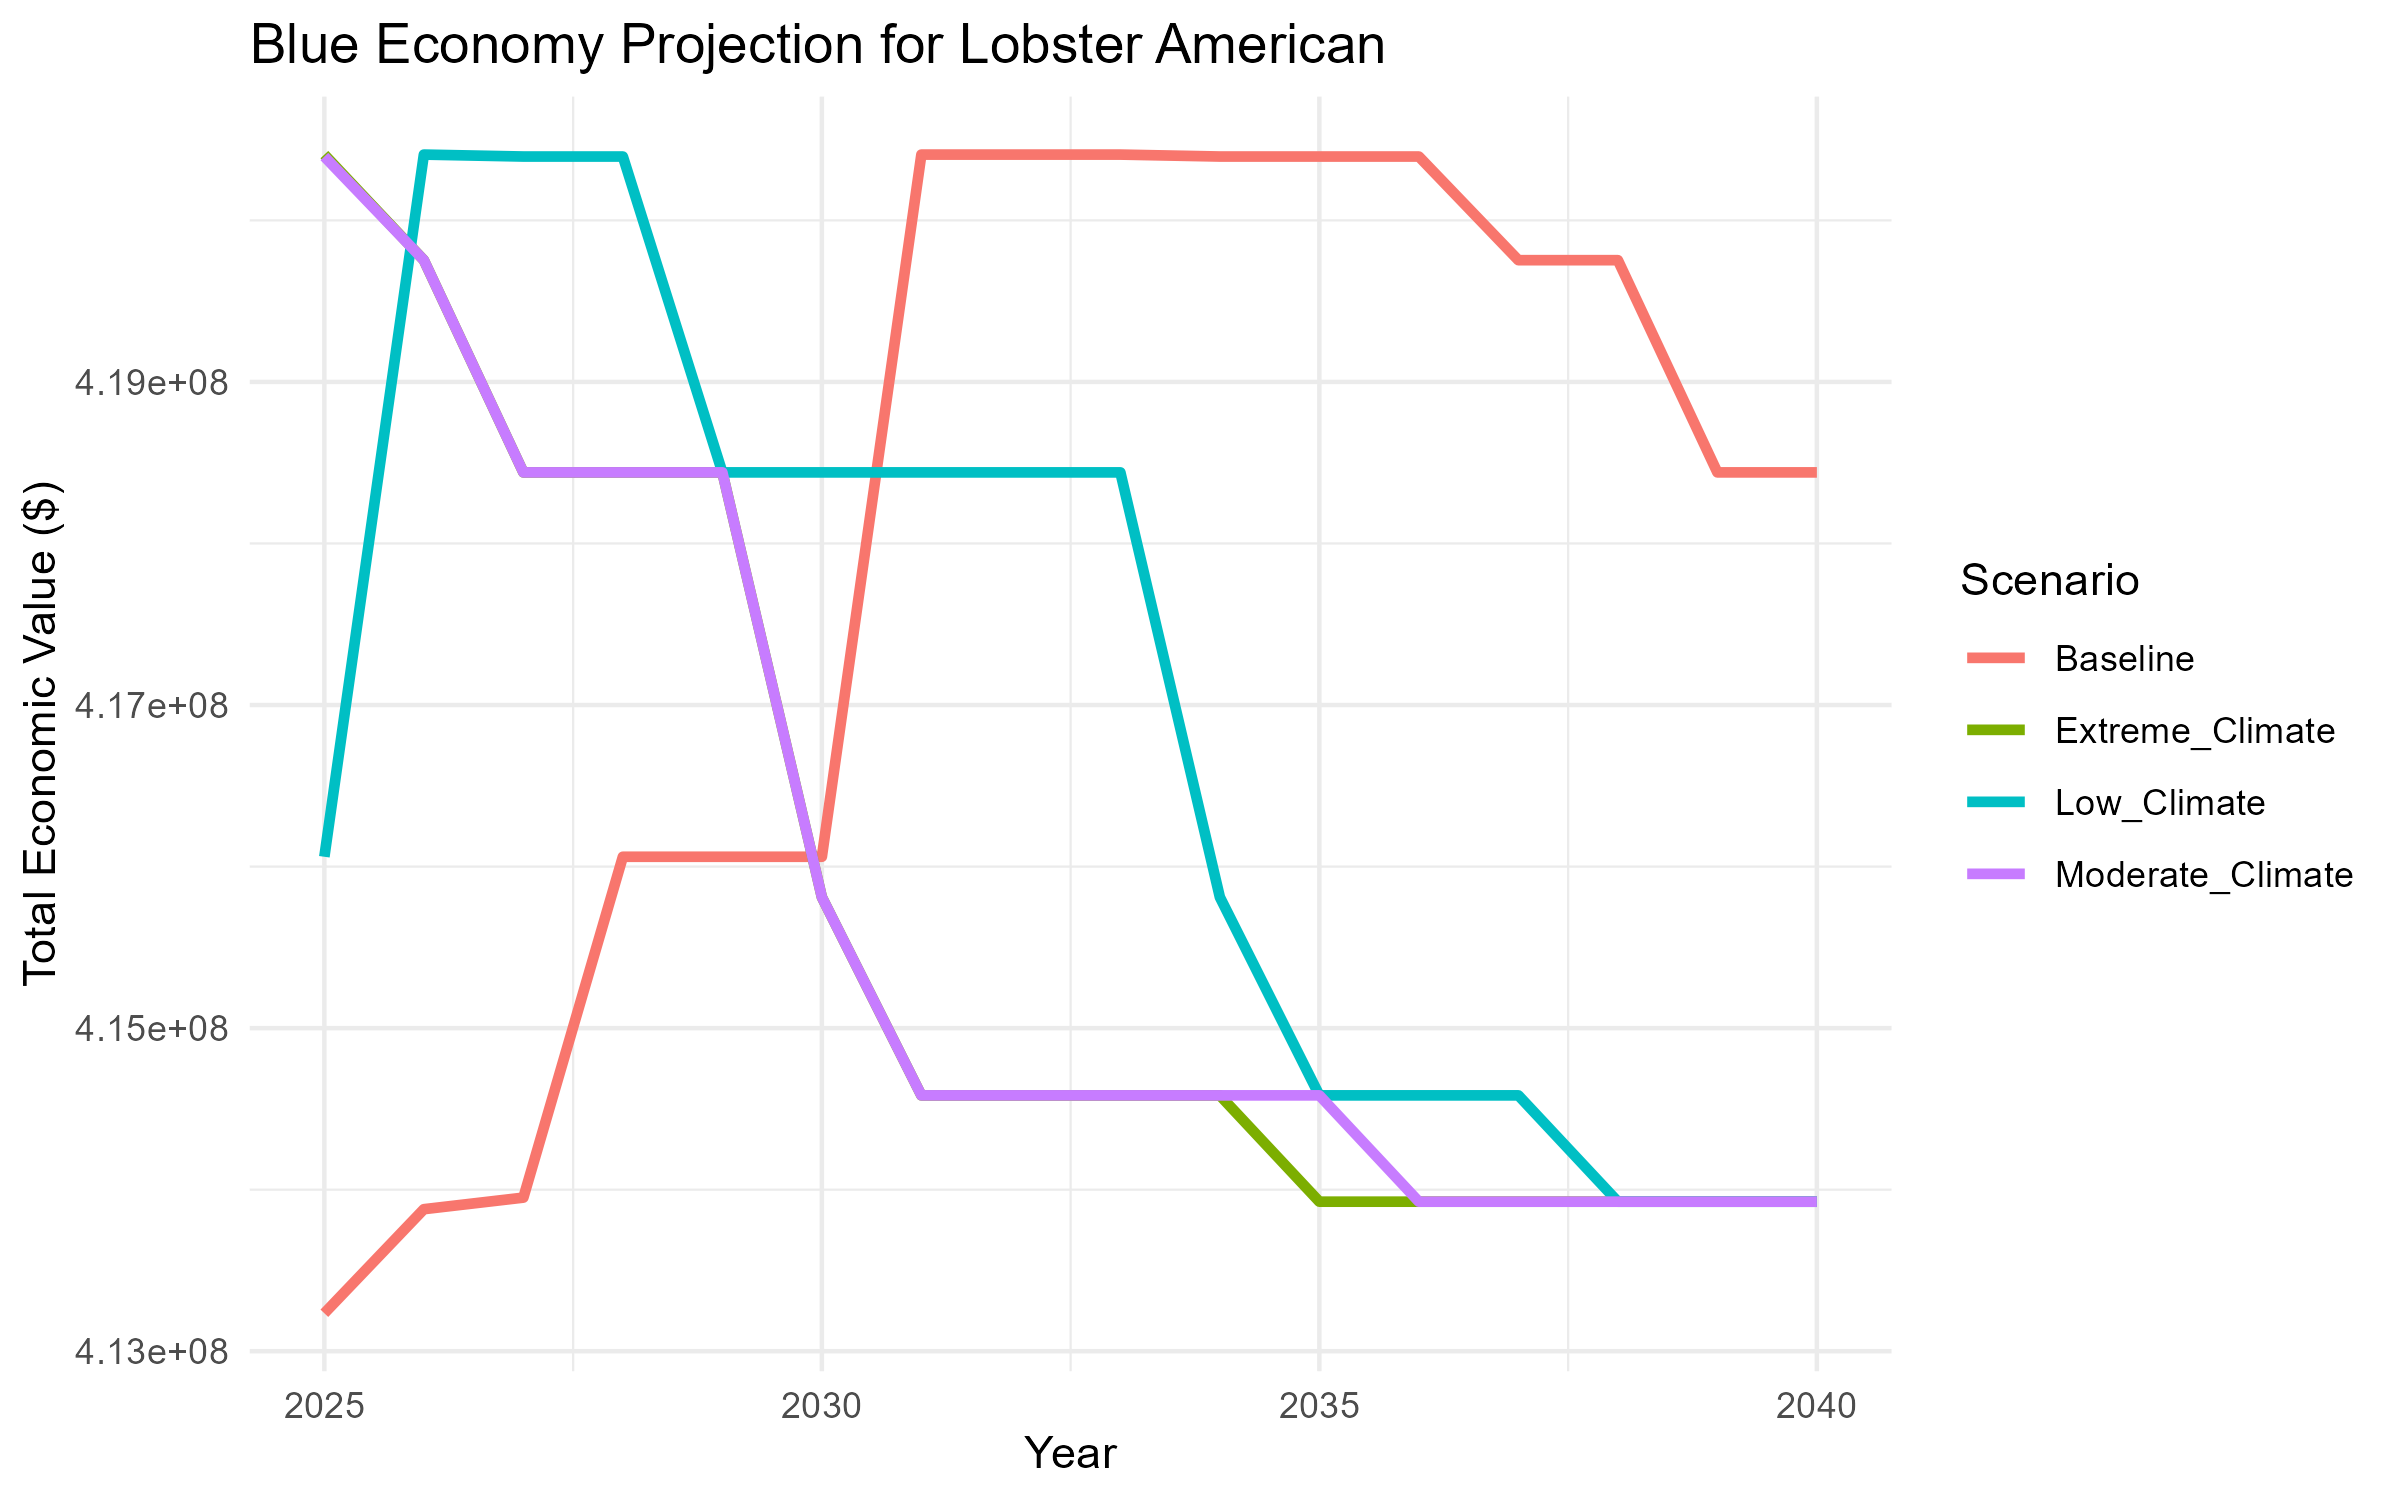 Blue Economy Projection for Lobster American
Total Economic Value ($)
4.19e+08
4.17e+08
4.15e+08
4.13e+08
2025
2030
2035
2040
Year
Scenario
Baseline
Extreme_Climate
Low_Climate
Moderate_Climate